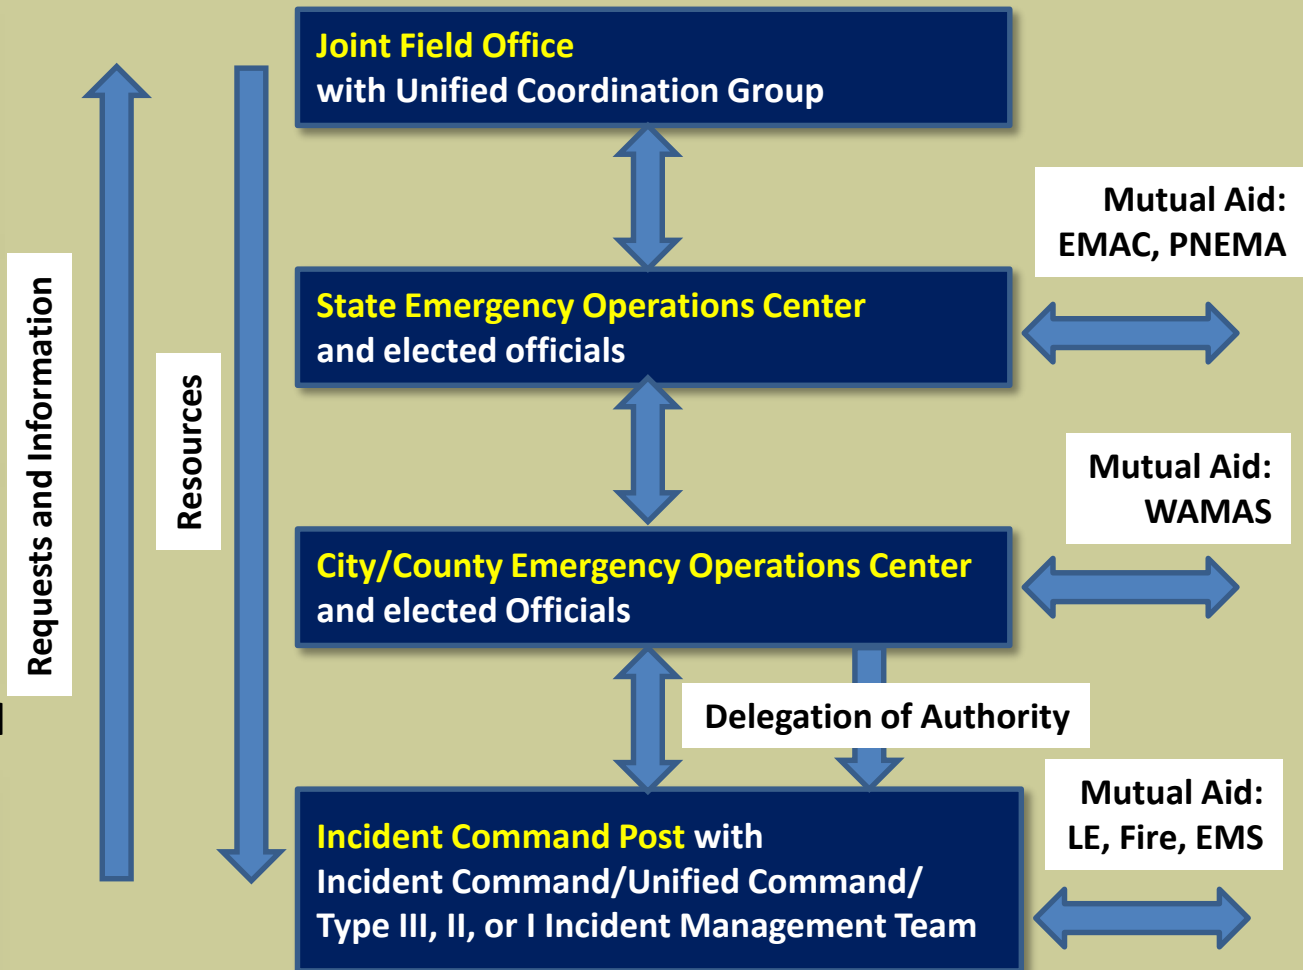 Joint Field Office
with Unified Coordination Group
Mutual Aid:
EMAC, PNEMA
State Emergency Operations Center
and elected officials
Requests and Information
Resources
Mutual Aid:
WAMAS
City/County Emergency Operations Center
and elected Officials
Delegation of Authority
Mutual Aid:
LE, Fire, EMS
Incident Command Post with
Incident Command/Unified Command/
Type III, II, or I Incident Management Team